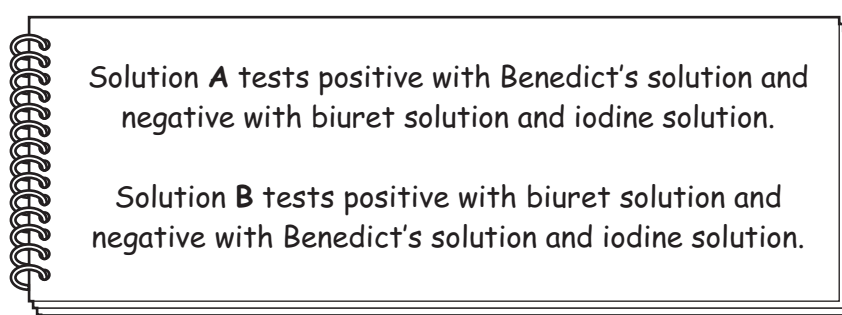 Solution A tests positive with Benedict’s solution and
negative with biuret solution and iodine solution.
Solution B tests positive with biuret solution and
negative with Benedict’s solution and iodine solution.